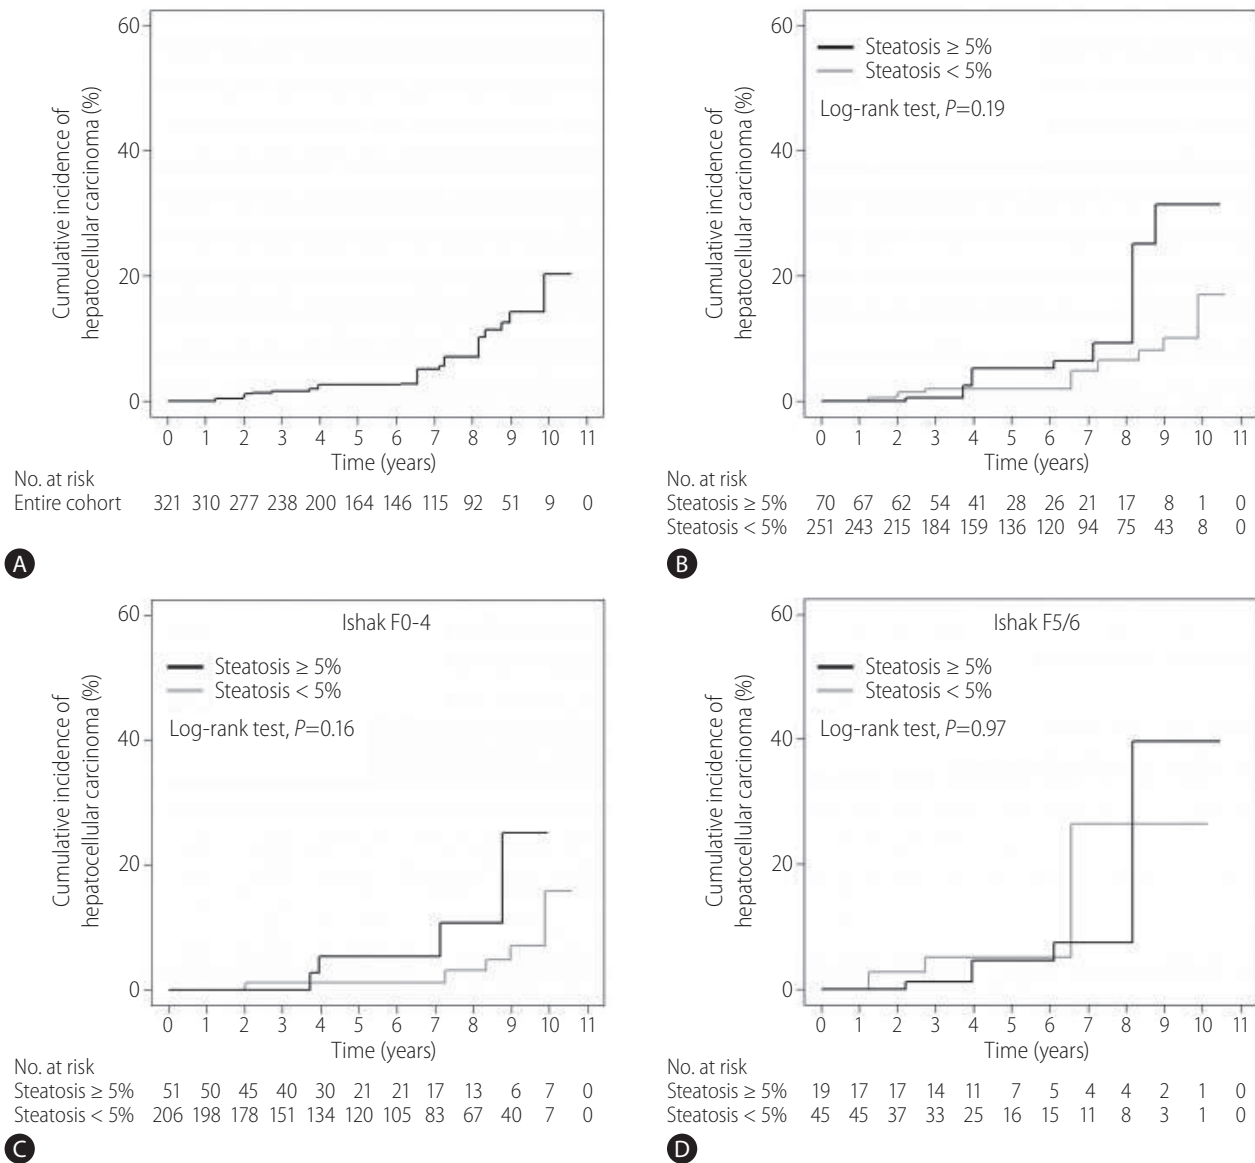 60
40
20
0
Cumulative incidence of
hepatocellular carcinoma (%)
0 1 2 3 4 5 6 7 8 9 10 11
Time (years)
No. at risk
Entire cohort 321 310 277 238 200 164 146 115 92 51 9 0
A
60
40
20
0
Cumulative incidence of
hepatocellular carcinoma (%)
Steatosis ≥ 5%
Steatosis < 5%
Log-rank test, P=0.19
0 1 2 3 4 5 6 7 8 9 10 11
Time (years)
No. at risk
Steatosis ≥ 5% 70 67 62 54 41 28 26 21 17 8 1 0
Steatosis < 5% 251 243 215 184 159 136 120 94 75 43 8 0
B
60
40
20
0
Cumulative incidence of
hepatocellular carcinoma (%)
Ishak F0-4
Steatosis ≥ 5%
Steatosis < 5%
Log-rank test, P=0.16
0 1 2 3 4 5 6 7 8 9 10 11
Time (years)
No. at risk
Steatosis ≥ 5% 51 50 45 40 30 21 21 17 13 6 7 0
Steatosis < 5% 206 198 178 151 134 120 105 83 67 40 7 0
C
60
40
20
0
Cumulative incidence of
hepatocellular carcinoma (%)
Ishak F5/6
Steatosis ≥ 5%
Steatosis < 5%
Log-rank test, P=0.97
0 1 2 3 4 5 6 7 8 9 10 11
Time (years)
No. at risk
Steatosis ≥ 5% 19 17 17 14 11 7 5 4 4 2 1 0
Steatosis < 5% 45 45 37 33 25 16 15 11 8 3 1 0
D